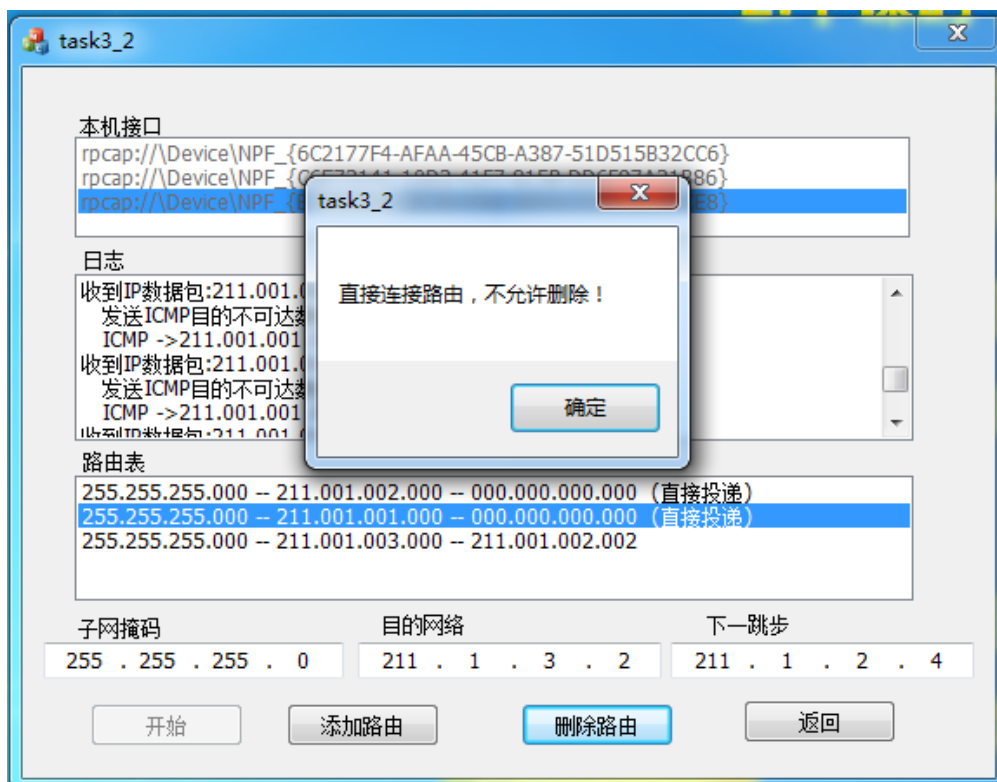 task3_2
本机接口
rpcap://\Device\NPF_{6C2177F4-AFAA-45CB-A387-51D515B32CC6}
rpcap://\Device\NPF_
rpcap://\Device\NPF_
task3_2
直接连接路由，不允许删除！
确定
日志
收到IP数据包:211.001.
发送ICMP目的不可达
ICMP ->211.001.001
收到IP数据包:211.001.
发送ICMP目的不可达
ICMP ->211.001.001
收到IP数据包:211.001
路由表
255.255.255.000 -- 211.001.002.000 -- 000.000.000.000（直接投递）
255.255.255.000 -- 211.001.001.000 -- 000.000.000.000（直接投递）
255.255.255.000 -- 211.001.003.000 -- 211.001.002.002
子网掩码 目的网络 下一跳步
255 . 255 . 255 . 0 211 . 1 . 3 . 2 211 . 1 . 2 . 4
开始 添加路由 删除路由 返回